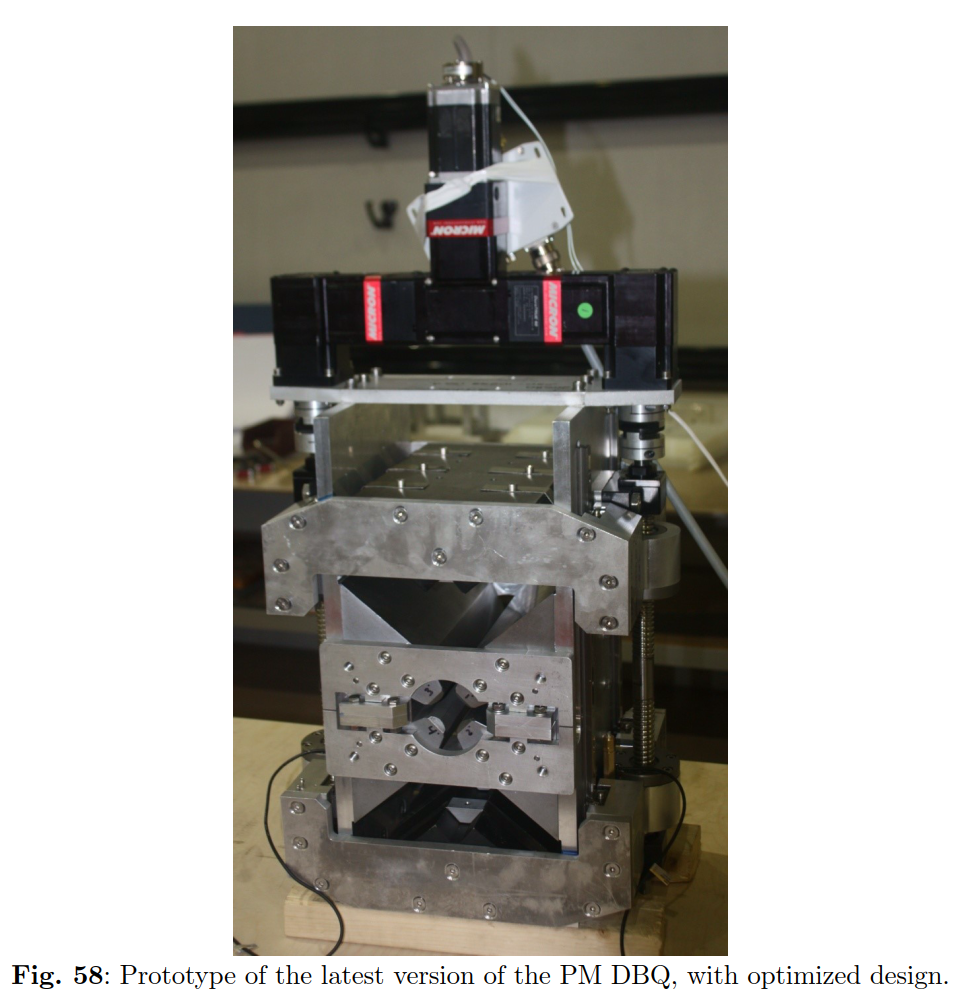 MICRON
MICRON
MICRON
Fig. 58: Prototype of the latest version of the PM DBQ, with optimized design.